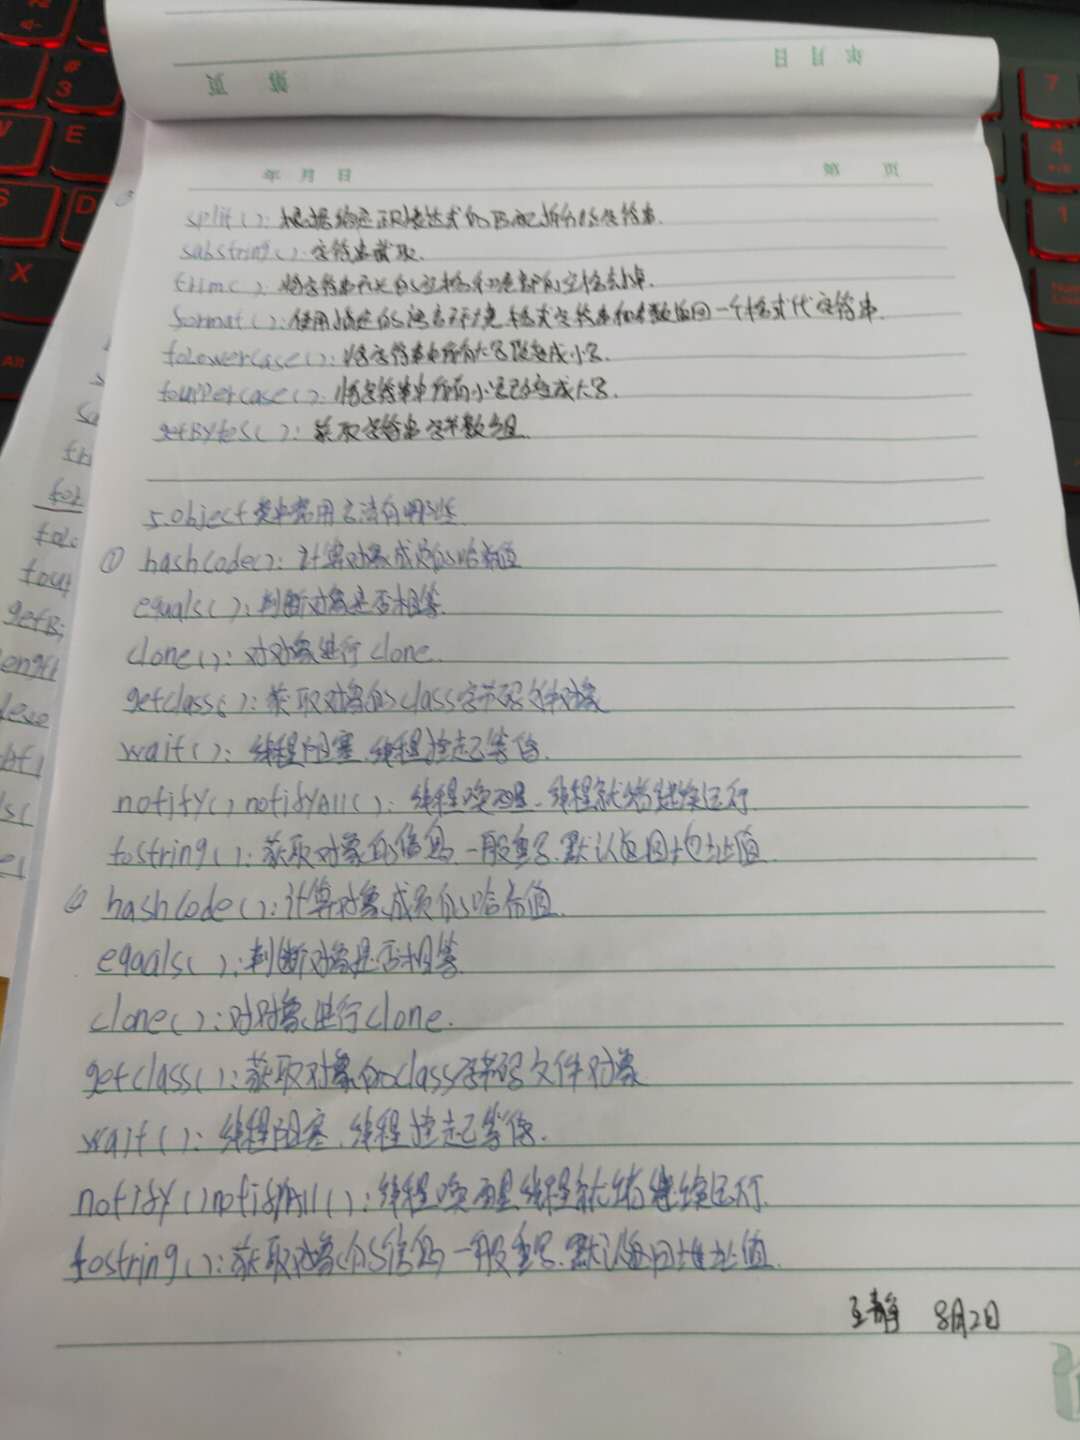 年 月 日
第 页
年 月 日 第 页
split(): 根据给定正则表达式的匹配拆分此字符串.
substring(): 字符串截取.
trim(): 将字符串开头的空格和尾部的空格去掉.
format(): 使用指定的语言环境 格式字符串和参数返回一个格式化字符串.
toLowerCase(): 将字符串中所有大写改变成小写.
toupperCase(): 将字符串中所有小写改变成大写.
getBytes(): 获取字符串字节数组.
5.Object类中常用方法有哪些
① hashCode(): 计算对象成员的哈希值
equals(): 判断对象是否相等.
clone(): 对对象进行clone.
getclass(): 获取对象的class字节码文件对象
wait(): 线程阻塞.线程挂起等待.
notify()notifyAll(): 线程唤醒.线程就绪继续运行.
tostring(): 获取对象的信息.一般重写.默认返回地址值.
② hashCode(): 计算对象成员的哈希值.
equals(): 判断对象是否相等.
clone(): 对对象进行clone.
getclass(): 获取对象的class字节码文件对象
wait(): 线程阻塞.线程挂起等待.
notify()notifyAll(): 线程唤醒线程就绪继续运行.
tostring(): 获取对象的信息 一般重写.默认返回地址值.
王静 8月2日